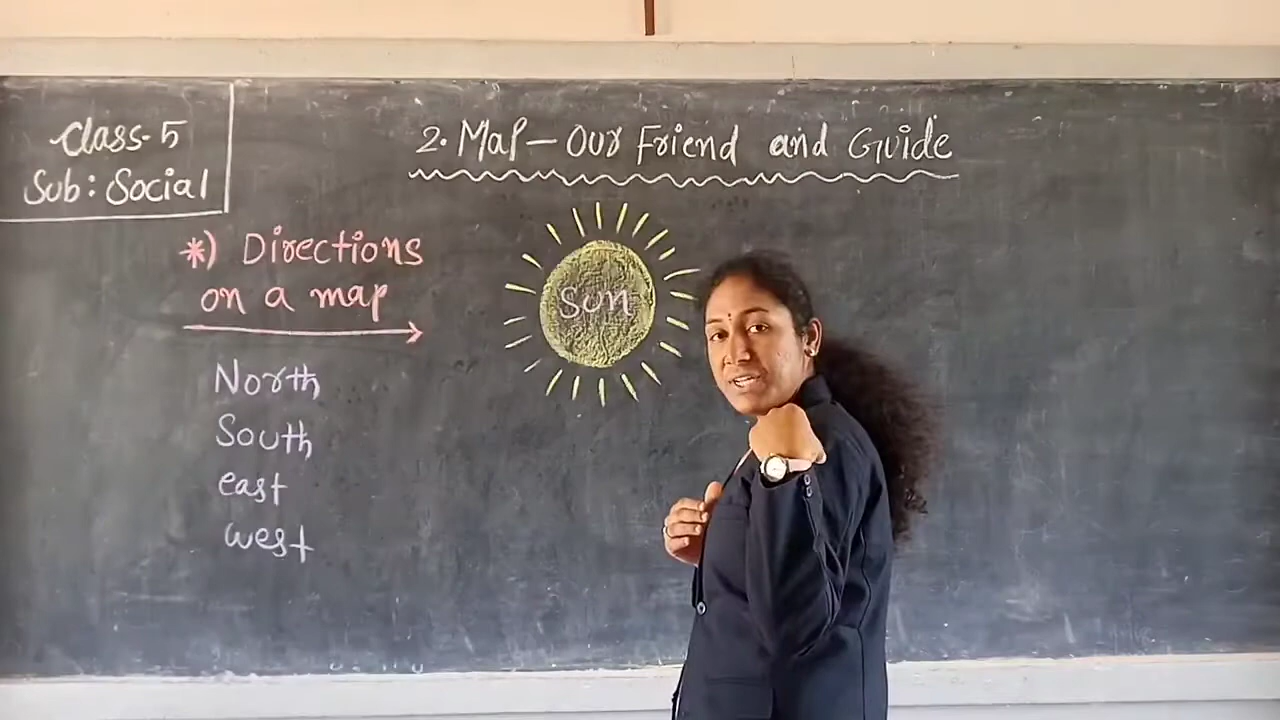 Class-5
Sub: Social
2. Map - Our Friend and Guide
*) Directions
on a map
Sun
North
South
east
west